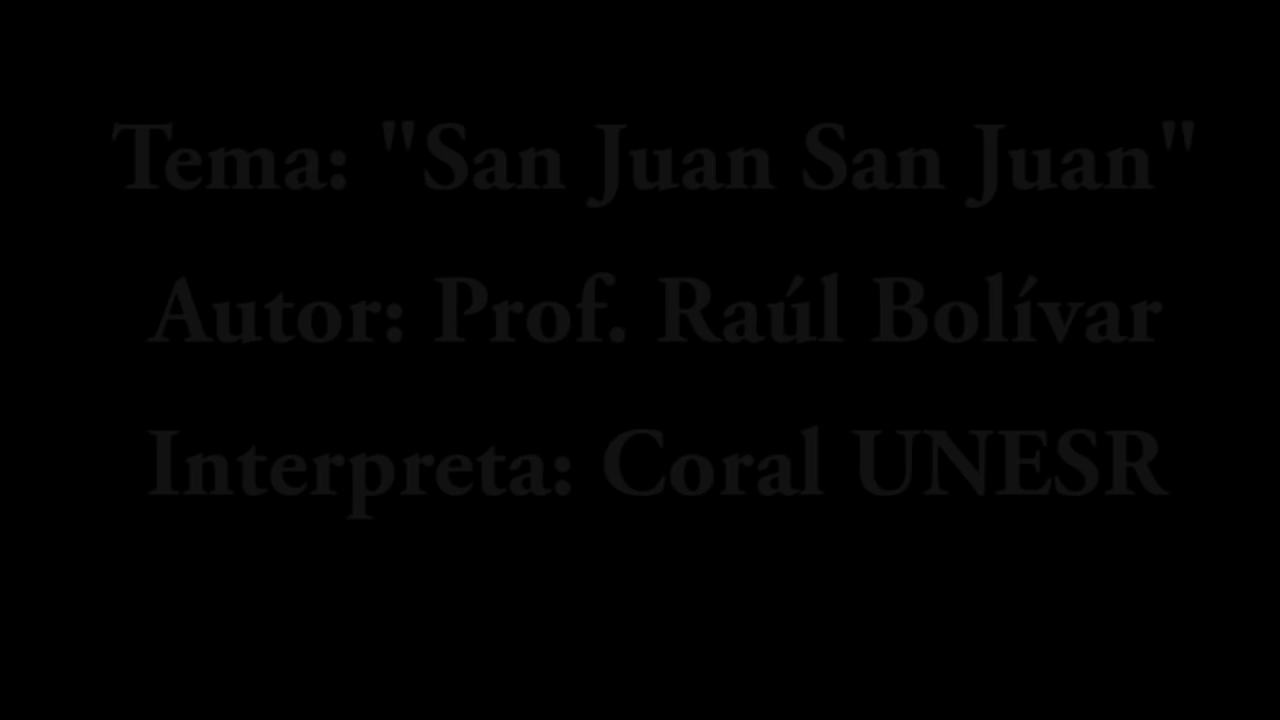 Tema: "San Juan San Juan"
Autor: Prof. Raúl Bolívar
Interpreta: Coral UNESR